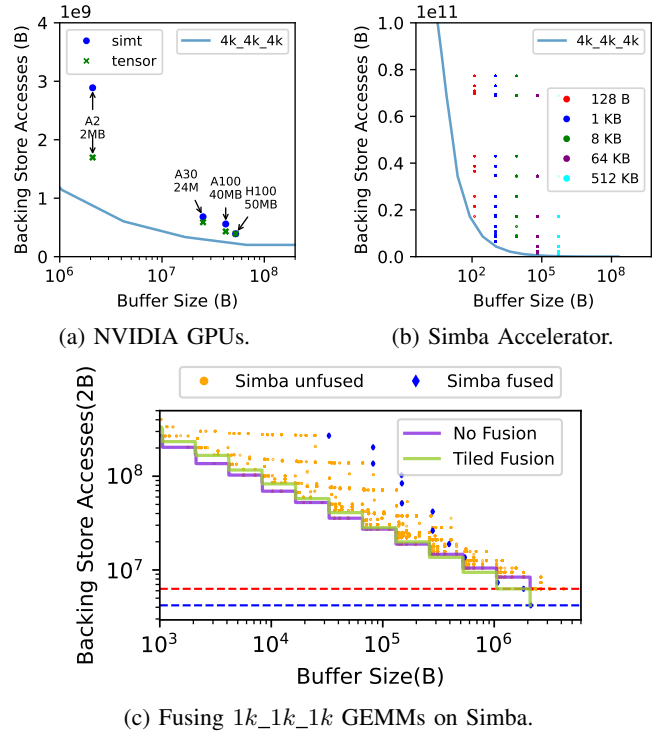 1e9
Backing Store Accesses (B)
4
3
2
1
0
simt
tensor
4k_4k_4k
A2
2MB
A30
24M
A100
40MB
H100
50MB
10^6
10^7
10^8
Buffer Size (B)
(a) NVIDIA GPUs.
1e11
Backing Store Accesses (B)
1.0
0.8
0.6
0.4
0.2
0.0
4k_4k_4k
128 B
1 KB
8 KB
64 KB
512 KB
10^2
10^5
10^8
Buffer Size (B)
(b) Simba Accelerator.
Simba unfused
Simba fused
Backing Store Accesses(2B)
10^8
10^7
No Fusion
Tiled Fusion
10^3
10^4
10^5
10^6
Buffer Size(B)
(c) Fusing 1k_1k_1k GEMMs on Simba.